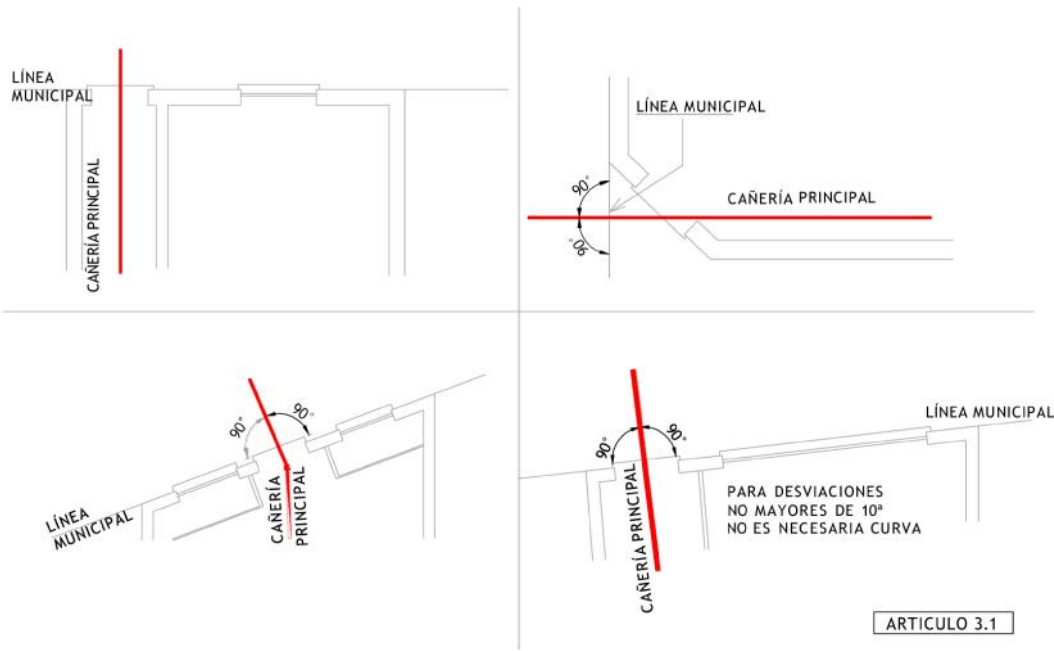 LÍNEA
MUNICIPAL
CAÑERÍA PRINCIPAL
LÍNEA MUNICIPAL
90°
CAÑERÍA PRINCIPAL
90°
90°
90°
CAÑERÍA
PRINCIPAL
LÍNEA
MUNICIPAL
LÍNEA MUNICIPAL
90°
90°
CAÑERÍA PRINCIPAL
PARA DESVIACIONES
NO MAYORES DE 10ª
NO ES NECESARIA CURVA
ARTICULO 3.1